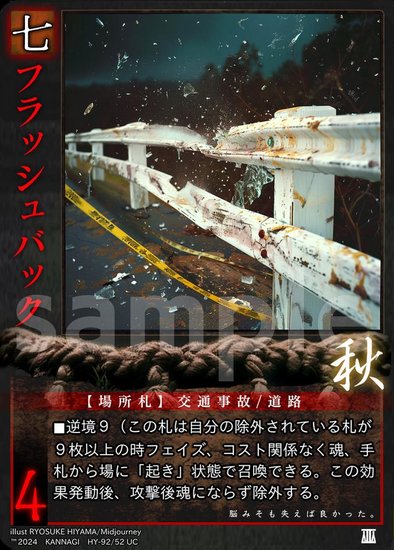 七
フラッシュバック
sample
秋
【場所札】交通事故/道路
■逆境９（この札は自分の除外されている札が
９枚以上の時フェイズ、コスト関係なく魂、手
札から場に「起き」状態で召喚できる。この効
果発動後、攻撃後魂にならず除外する。
脳みそも失えば良かった。
4
illust RYOSUKE HIYAMA/Midjourney
™2024 KANNAGI HY-92/52 UC